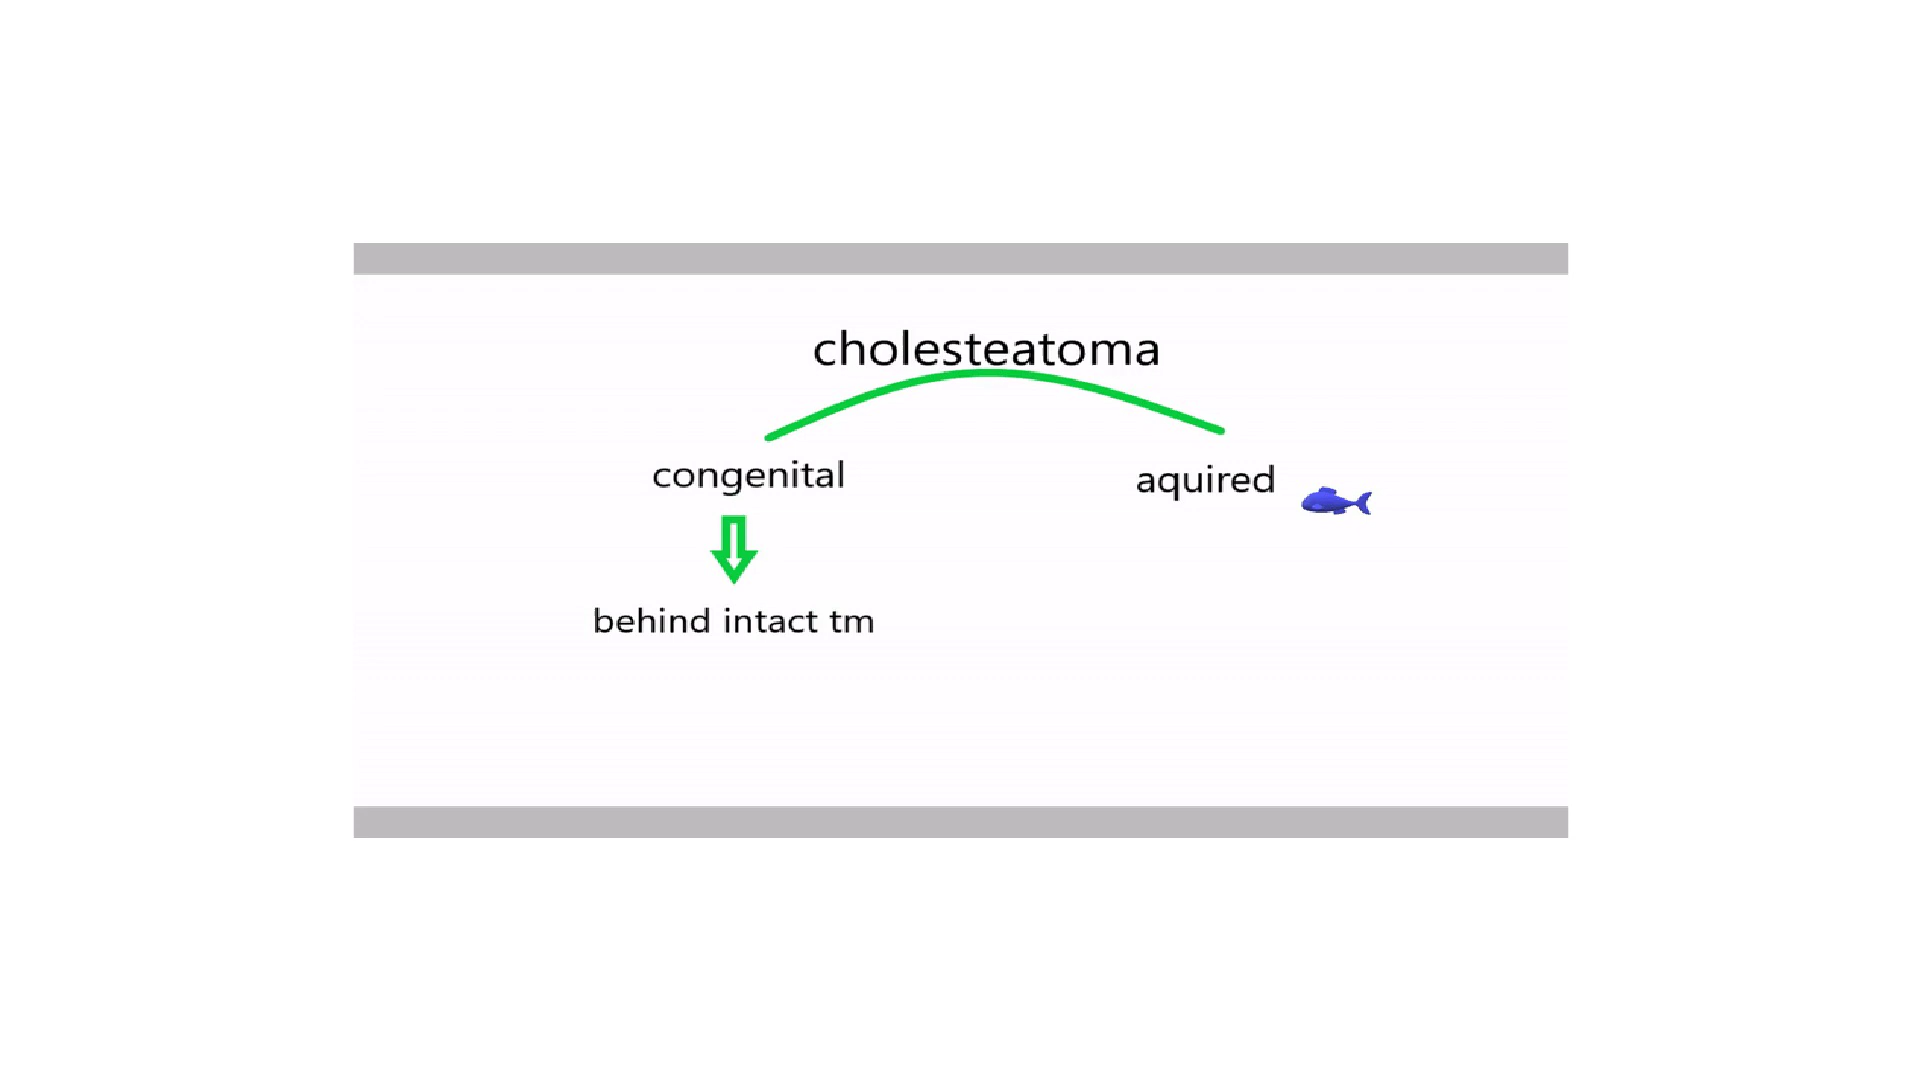 cholesteatoma
congenital
aquired
behind intact tm